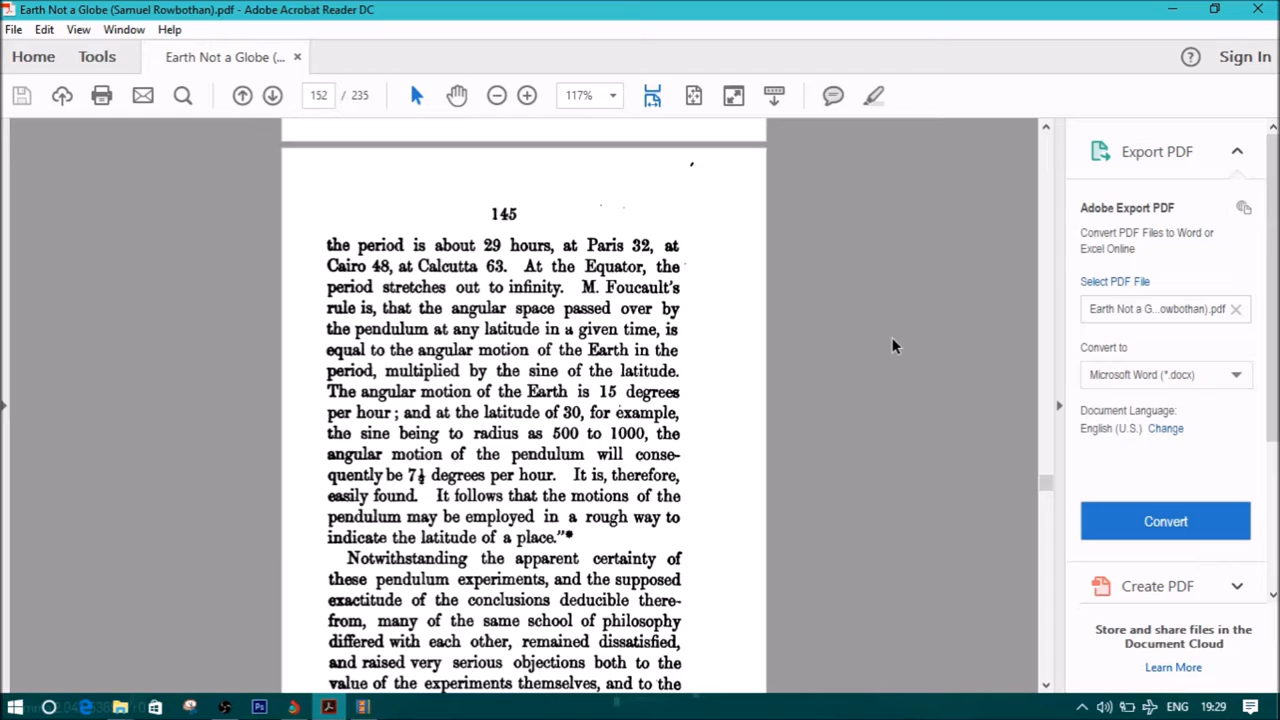 Earth Not a Globe (Samuel Rowbothan).pdf - Adobe Acrobat Reader DC
File Edit View Window Help
Home Tools Earth Not a Globe (... × Sign In
152 / 235 117%
145
the period is about 29 hours, at Paris 32, at
Cairo 48, at Calcutta 63. At the Equator, the
period stretches out to infinity. M. Foucault's
rule is, that the angular space passed over by
the pendulum at any latitude in a given time, is
equal to the angular motion of the Earth in the
period, multiplied by the sine of the latitude.
The angular motion of the Earth is 15 degrees
per hour; and at the latitude of 30, for example,
the sine being to radius as 500 to 1000, the
angular motion of the pendulum will conse-
quently be 7½ degrees per hour. It is, therefore,
easily found. It follows that the motions of the
pendulum may be employed in a rough way to
indicate the latitude of a place."*
Notwithstanding the apparent certainty of
these pendulum experiments, and the supposed
exactitude of the conclusions deducible there-
from, many of the same school of philosophy
differed with each other, remained dissatisfied,
and raised very serious objections both to the
value of the experiments themselves, and to the
Export PDF
Adobe Export PDF
Convert PDF Files to Word or
Excel Online
Select PDF File
Earth Not a G...owbothan).pdf
Convert to
Microsoft Word (*.docx)
Document Language:
English (U.S.) Change
Convert
Create PDF
Store and share files in the
Document Cloud
Learn More
ENG 19:29